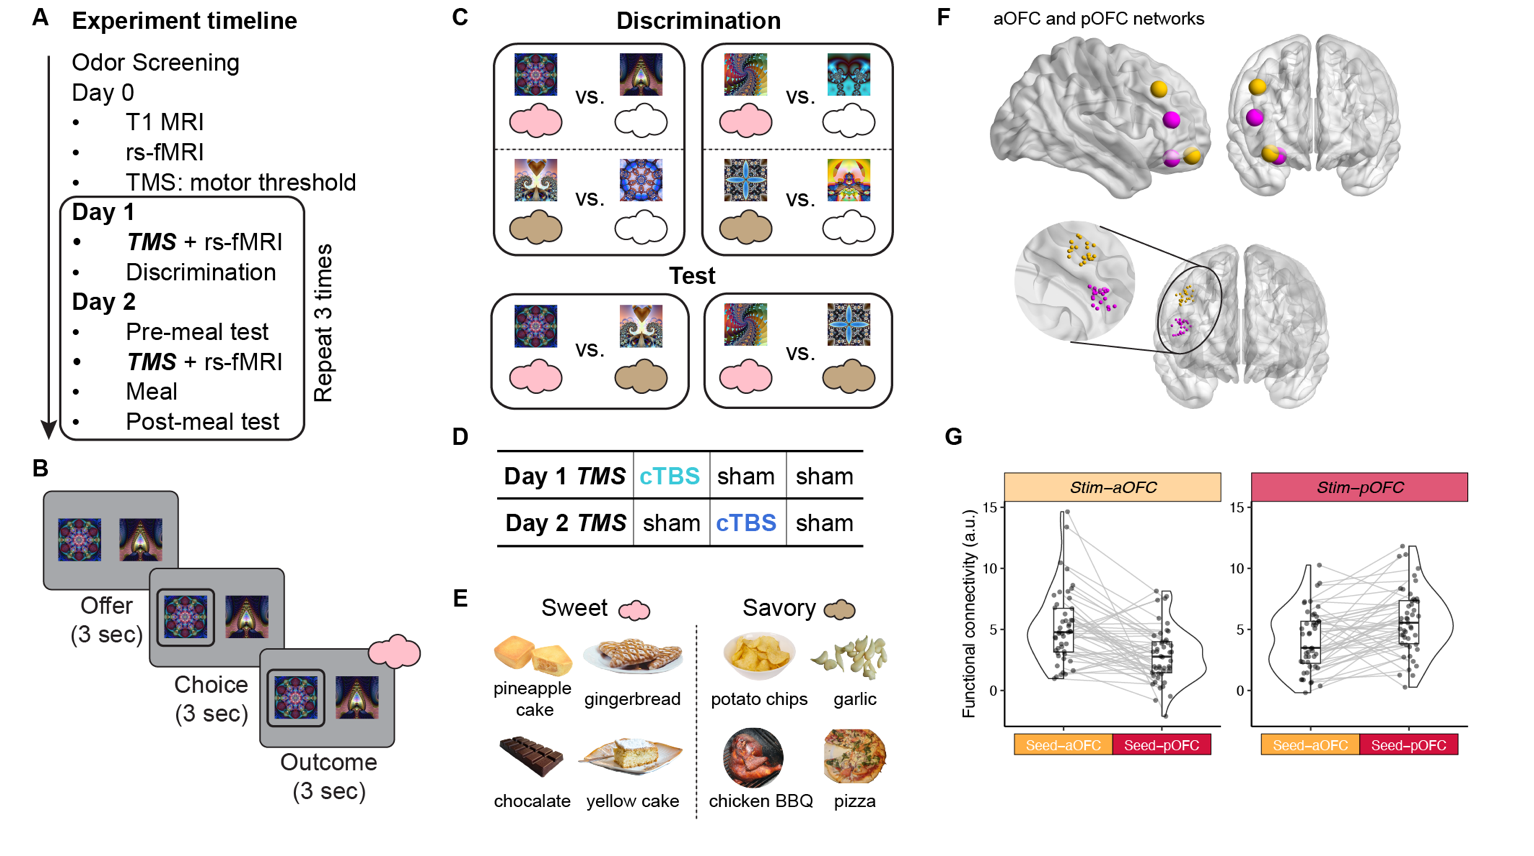 A Experiment timeline
Odor Screening
Day 0
• T1 MRI
• rs-fMRI
• TMS: motor threshold
Day 1
• TMS + rs-fMRI
• Discrimination
Day 2
• Pre-meal test
• TMS + rs-fMRI
• Meal
• Post-meal test
Repeat 3 times
B
Offer
(3 sec)
Choice
(3 sec)
Outcome
(3 sec)
C Discrimination
vs. vs.
vs. vs.
Test
vs. vs.
D
Day 1 TMS cTBS sham sham
Day 2 TMS sham cTBS sham
E
Sweet Savory
pineapple
cake
gingerbread
potato chips
garlic
chocalate
yellow cake
chicken BBQ
pizza
F
aOFC and pOFC networks
G
Stim–aOFC
Stim–pOFC
Functional connectivity (a.u.)
15
10
5
0
15
10
5
0
Seed–aOFC Seed–pOFC
Seed–aOFC Seed–pOFC